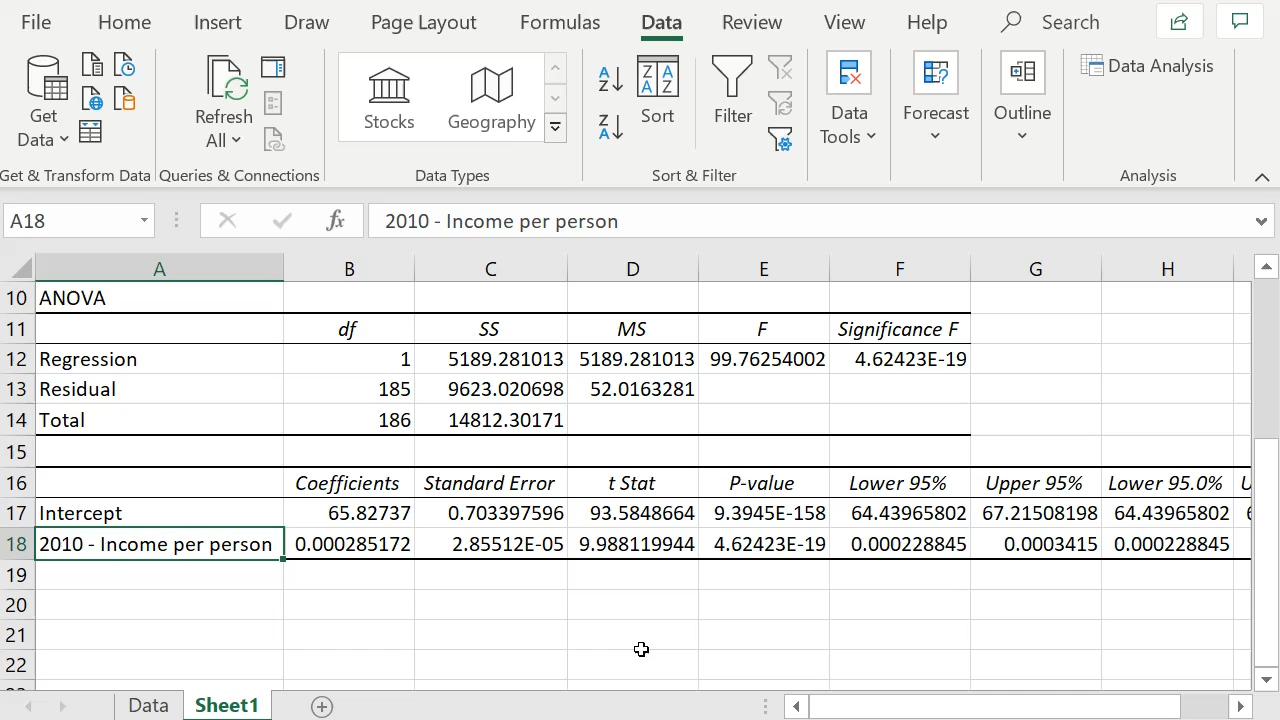 File Home Insert Draw Page Layout Formulas Data Review View Help Search
Get Data
Refresh All
Stocks Geography
Sort
Filter
Data Tools
Forecast
Outline
Data Analysis
Get & Transform Data Queries & Connections Data Types Sort & Filter Analysis
A18 fx 2010 - Income per person
A B C D E F G H
10 ANOVA
11 df SS MS F Significance F
12 Regression 1 5189.281013 5189.281013 99.76254002 4.62423E-19
13 Residual 185 9623.020698 52.0163281
14 Total 186 14812.30171
15
16 Coefficients Standard Error t Stat P-value Lower 95% Upper 95% Lower 95.0%
17 Intercept 65.82737 0.703397596 93.5848664 9.3945E-158 64.43965802 67.21508198 64.43965802
18 2010 - Income per person 0.000285172 2.85512E-05 9.988119944 4.62423E-19 0.000228845 0.0003415 0.000228845
19
20
21
22
Data Sheet1